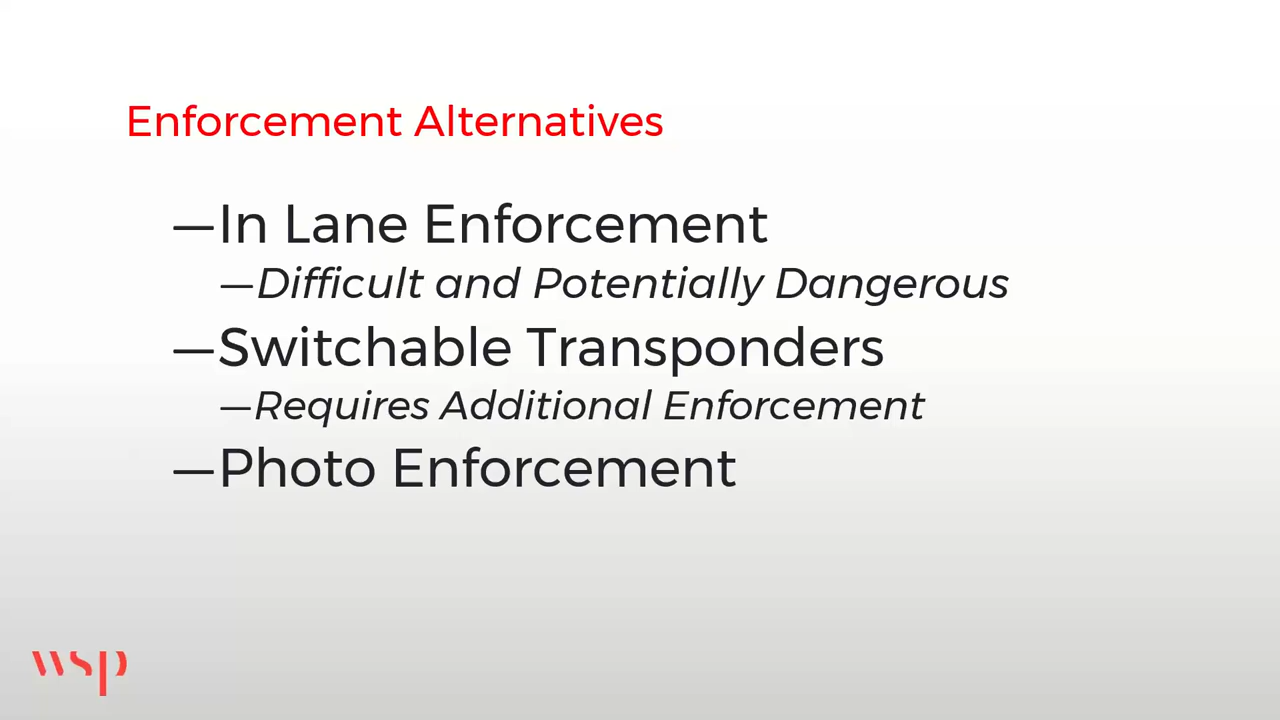 Enforcement Alternatives
—In Lane Enforcement
—Difficult and Potentially Dangerous
—Switchable Transponders
—Requires Additional Enforcement
—Photo Enforcement
wsp